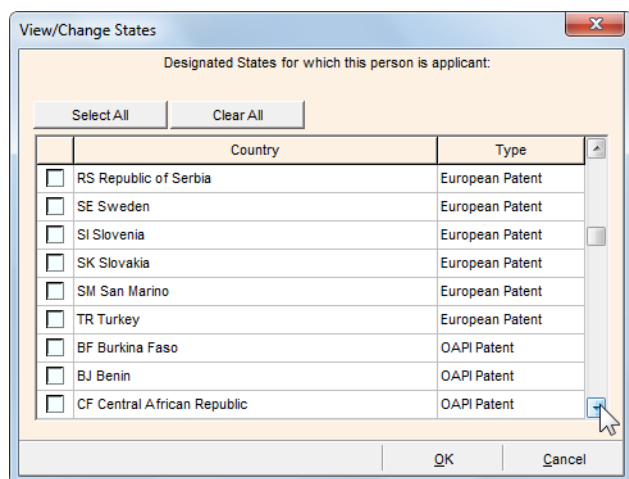 View/Change States
Designated States for which this person is applicant:
Select All Clear All
Country Type
RS Republic of Serbia European Patent
SE Sweden European Patent
SI Slovenia European Patent
SK Slovakia European Patent
SM San Marino European Patent
TR Turkey European Patent
BF Burkina Faso OAPI Patent
BJ Benin OAPI Patent
CF Central African Republic OAPI Patent
OK Cancel